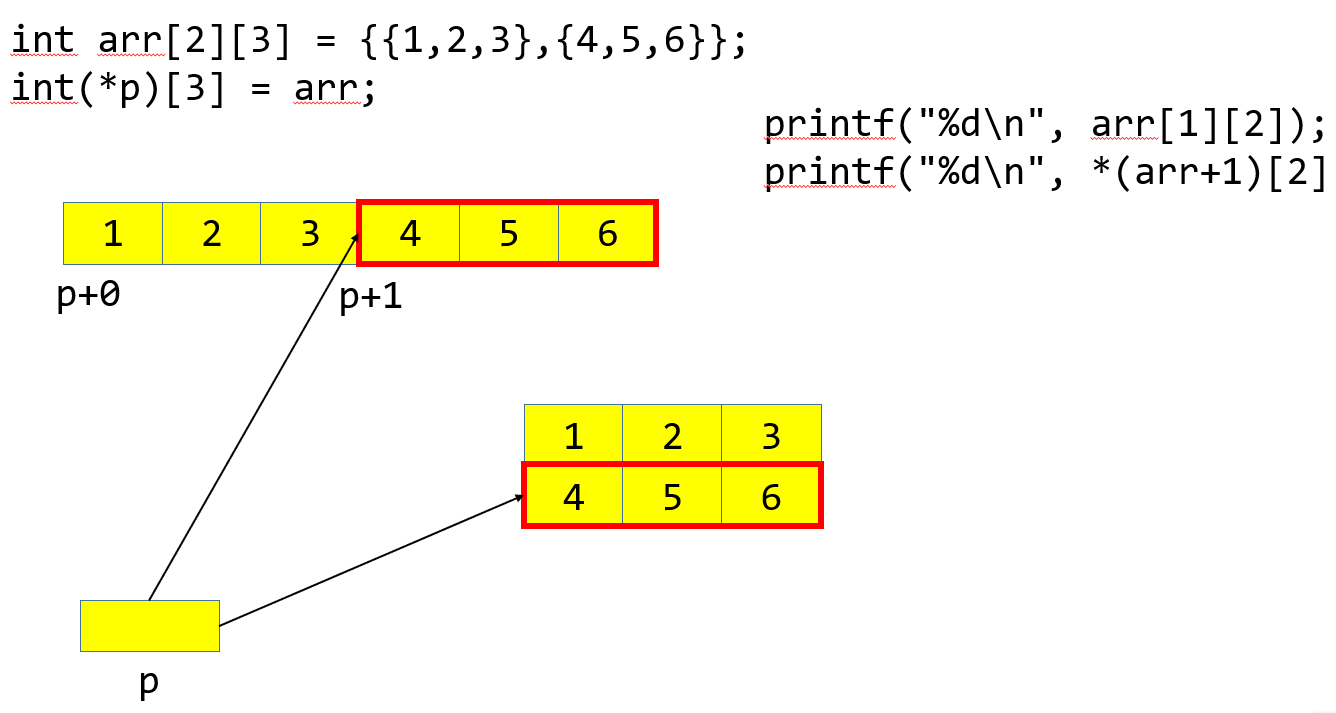 int arr[2][3] = {{1,2,3},{4,5,6}};
int(*p)[3] = arr;
printf("%d\n", arr[1][2]);
printf("%d\n", *(arr+1)[2]
1 2 3 4 5 6
p+0 p+1
1 2 3
4 5 6
p